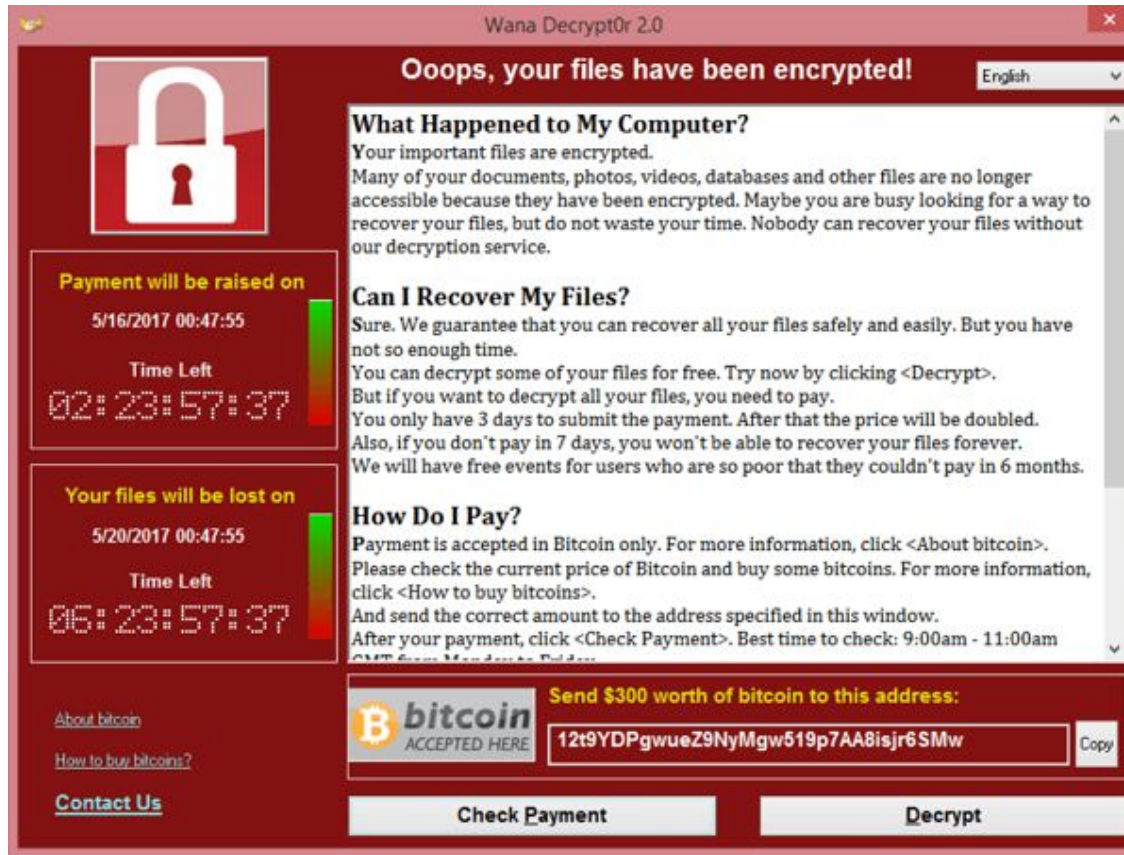 Wana Decrypt0r 2.0
Ooops, your files have been encrypted!
English
What Happened to My Computer?
Your important files are encrypted.
Many of your documents, photos, videos, databases and other files are no longer
accessible because they have been encrypted. Maybe you are busy looking for a way to
recover your files, but do not waste your time. Nobody can recover your files without
our decryption service.
Can I Recover My Files?
Sure. We guarantee that you can recover all your files safely and easily. But you have
not so enough time.
You can decrypt some of your files for free. Try now by clicking <Decrypt>.
But if you want to decrypt all your files, you need to pay.
You only have 3 days to submit the payment. After that the price will be doubled.
Also, if you don't pay in 7 days, you won't be able to recover your files forever.
We will have free events for users who are so poor that they couldn't pay in 6 months.
How Do I Pay?
Payment is accepted in Bitcoin only. For more information, click <About bitcoin>.
Please check the current price of Bitcoin and buy some bitcoins. For more information,
click <How to buy bitcoins>.
And send the correct amount to the address specified in this window.
After your payment, click <Check Payment>. Best time to check: 9:00am - 11:00am
GMT from Monday to Friday
Payment will be raised on
5/16/2017 00:47:55
Time Left
02:23:57:37
Your files will be lost on
5/20/2017 00:47:55
Time Left
06:23:57:37
About bitcoin
How to buy bitcoins?
Contact Us
bitcoin
ACCEPTED HERE
Send $300 worth of bitcoin to this address:
12t9YDPgwueZ9NyMgw519p7AA8isjr6SMw
Copy
Check Payment
Decrypt